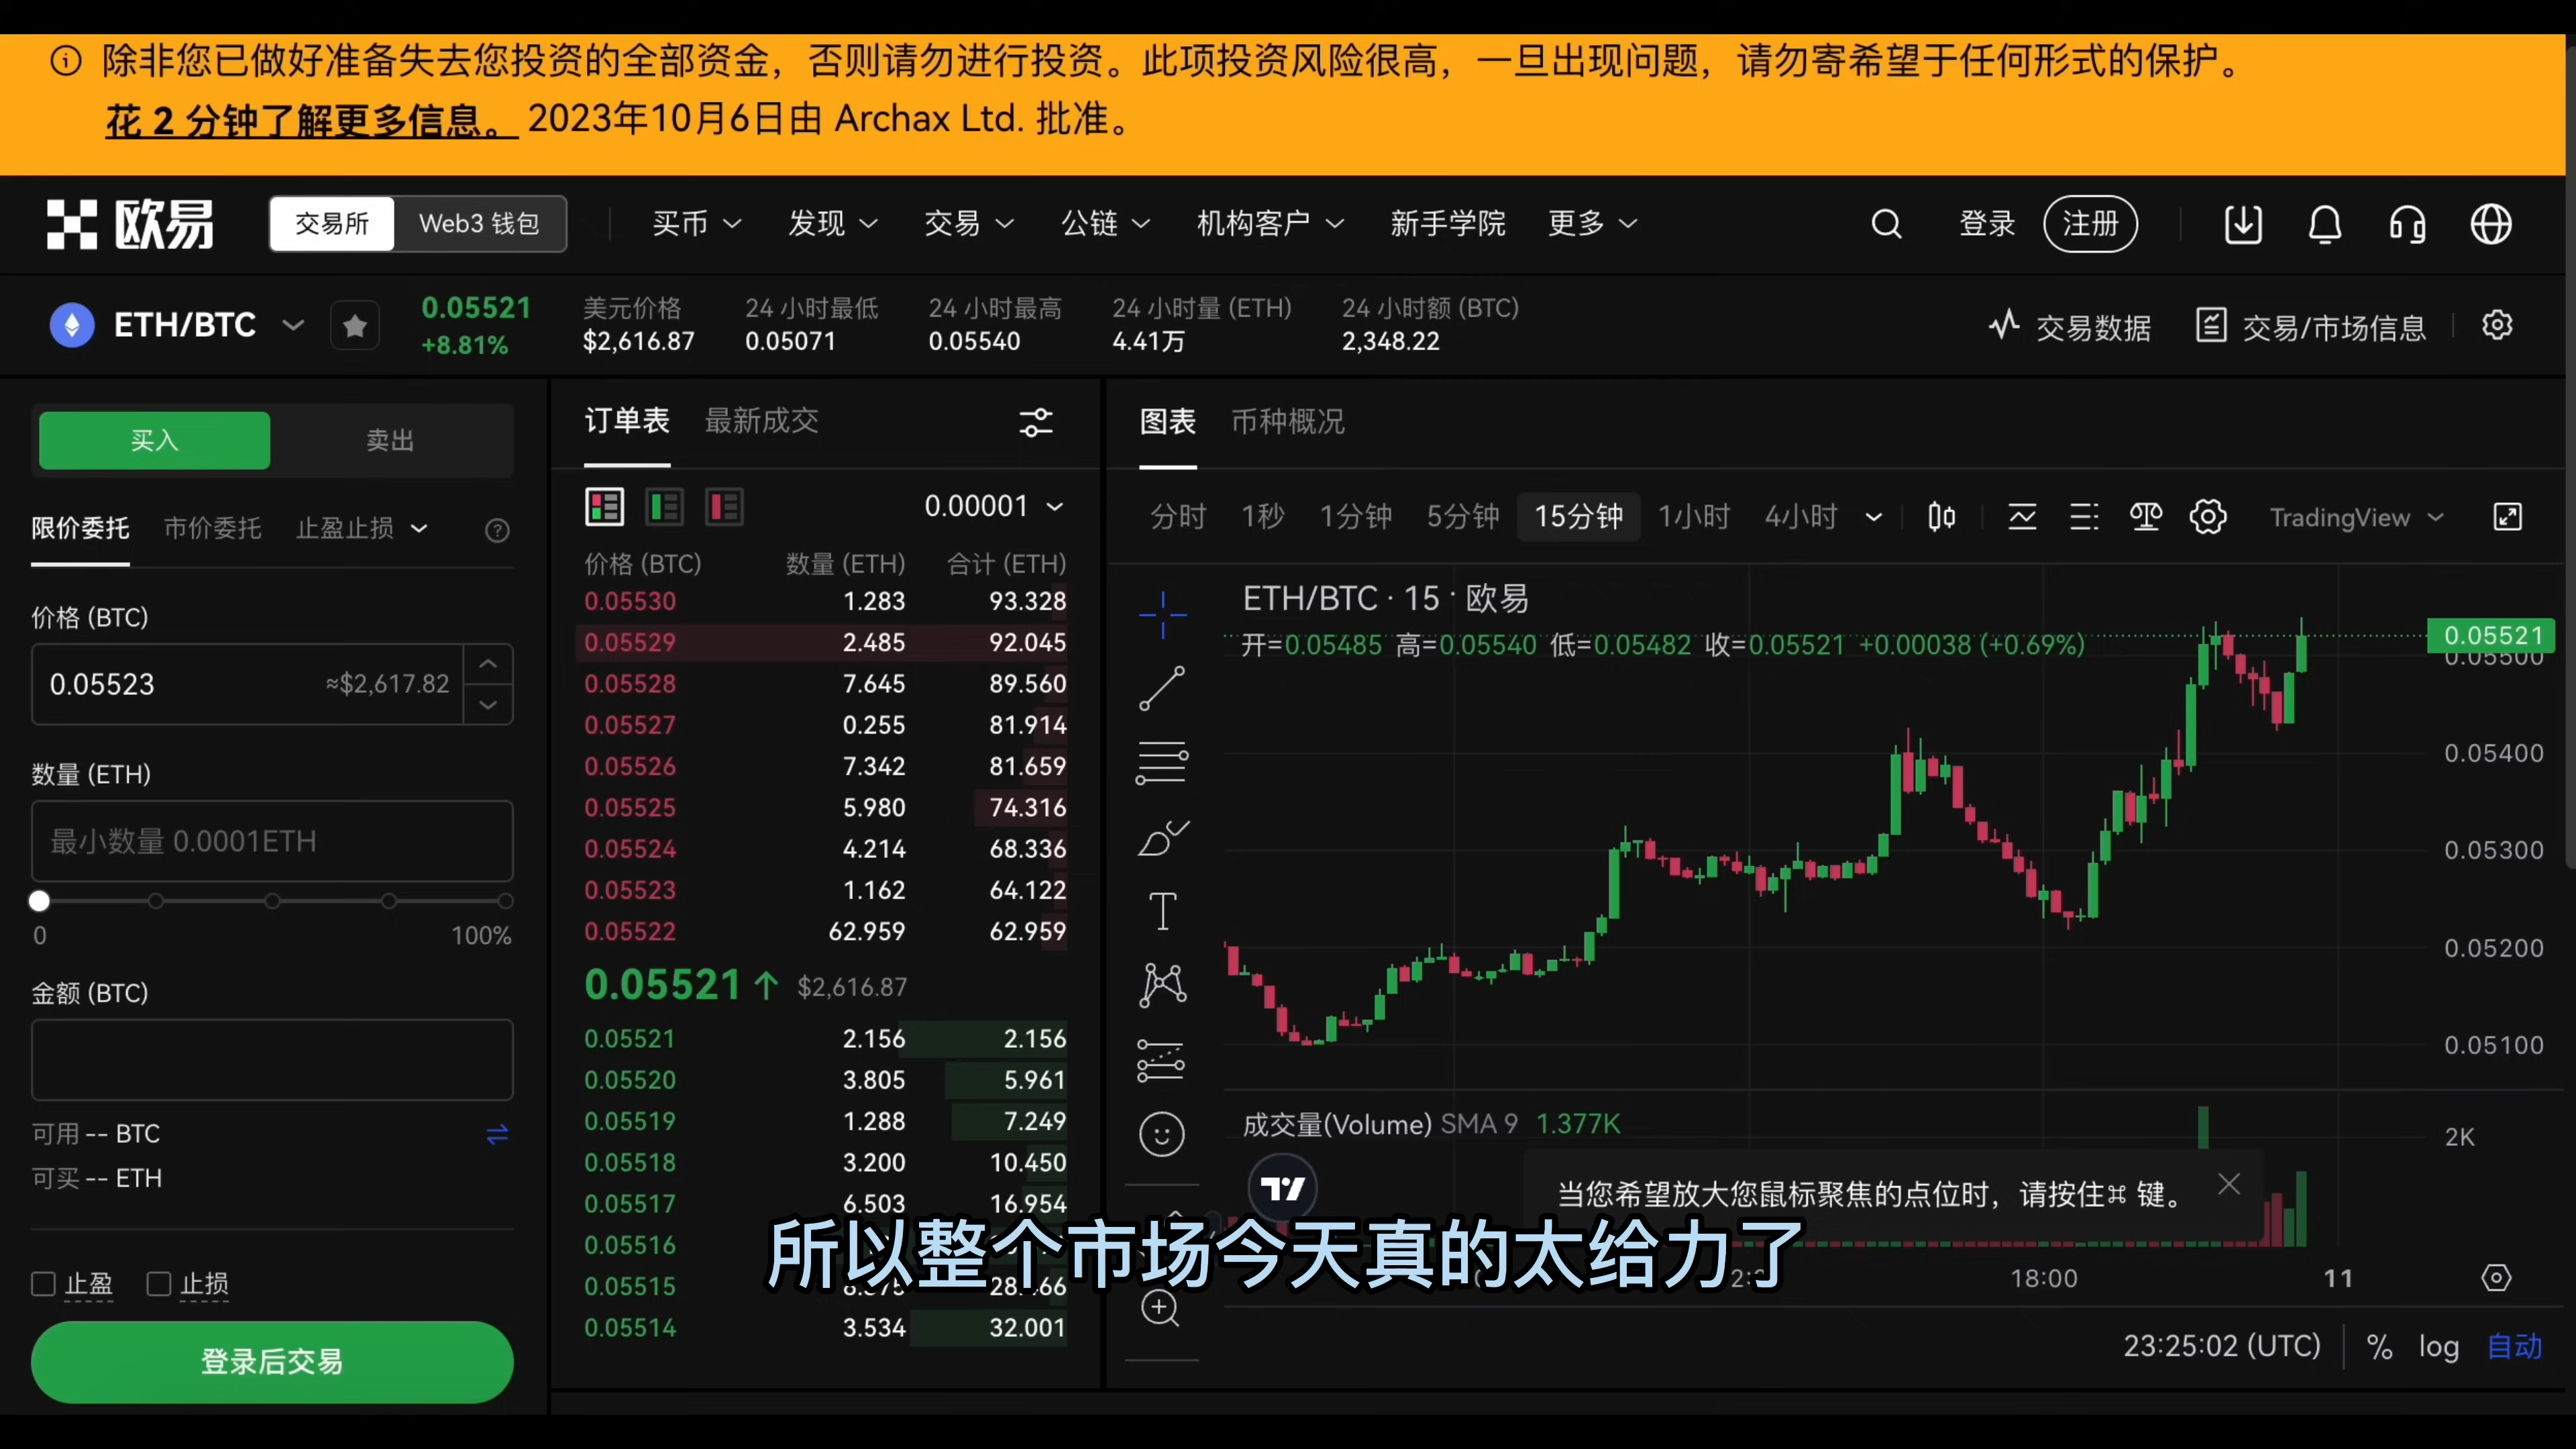 除非您已做好准备失去您投资的全部资金，否则请勿进行投资。此项投资风险很高，一旦出现问题，请勿寄希望于任何形式的保护。
花 2 分钟了解更多信息。 2023年10月6日由 Archax Ltd. 批准。
欧易 交易所 Web3 钱包 买币 发现 交易 公链 机构客户 新手学院 更多 登录 注册
ETH/BTC
0.05521
+8.81%
美元价格
$2,616.87
24 小时最低
0.05071
24 小时最高
0.05540
24 小时量 (ETH)
4.41万
24 小时额 (BTC)
2,348.22
交易数据 交易/市场信息
买入 卖出
限价委托 市价委托 止盈止损
价格 (BTC)
0.05523 ≈$2,617.82
数量 (ETH)
最小数量 0.0001ETH
0 100%
金额 (BTC)
可用 -- BTC
可买 -- ETH
止盈 止损
登录后交易
订单表 最新成交
0.00001
价格 (BTC) 数量 (ETH) 合计 (ETH)
0.05530 1.283 93.328
0.05529 2.485 92.045
0.05528 7.645 89.560
0.05527 0.255 81.914
0.05526 7.342 81.659
0.05525 5.980 74.316
0.05524 4.214 68.336
0.05523 1.162 64.122
0.05522 62.959 62.959
0.05521 ↑ $2,616.87
0.05521 2.156 2.156
0.05520 3.805 5.961
0.05519 1.288 7.249
0.05518 3.200 10.450
0.05517 6.503 16.954
0.05516
0.05515
0.05514 3.534 32.001
图表 币种概况
分时 1秒 1分钟 5分钟 15分钟 1小时 4小时 TradingView
ETH/BTC · 15 · 欧易
开=0.05485 高=0.05540 低=0.05482 收=0.05521 +0.00038 (+0.69%)
0.05521
0.05500
0.05400
0.05300
0.05200
0.05100
成交量(Volume) SMA 9 1.377K
2K
当您希望放大您鼠标聚焦的点位时，请按住⌘ 键。
所以整个市场今天真的太给力了
18:00 11
23:25:02 (UTC) % log 自动